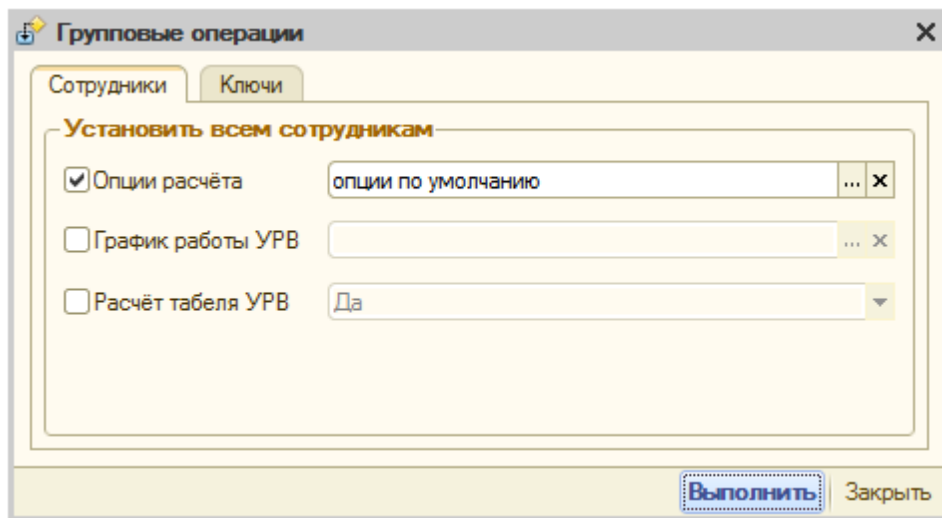 Групповые операции
Сотрудники Ключи
Установить всем сотрудникам
Опции расчёта опции по умолчанию ... x
График работы УРВ ... x
Расчёт табеля УРВ Да
Выполнить Закрыть